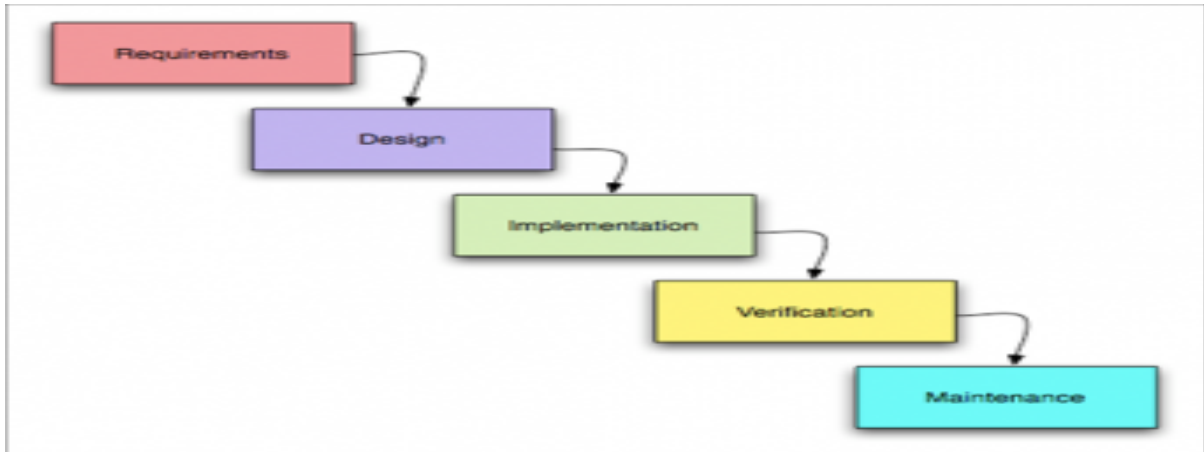 Requirements
Design
Implementation
Verification
Maintenance